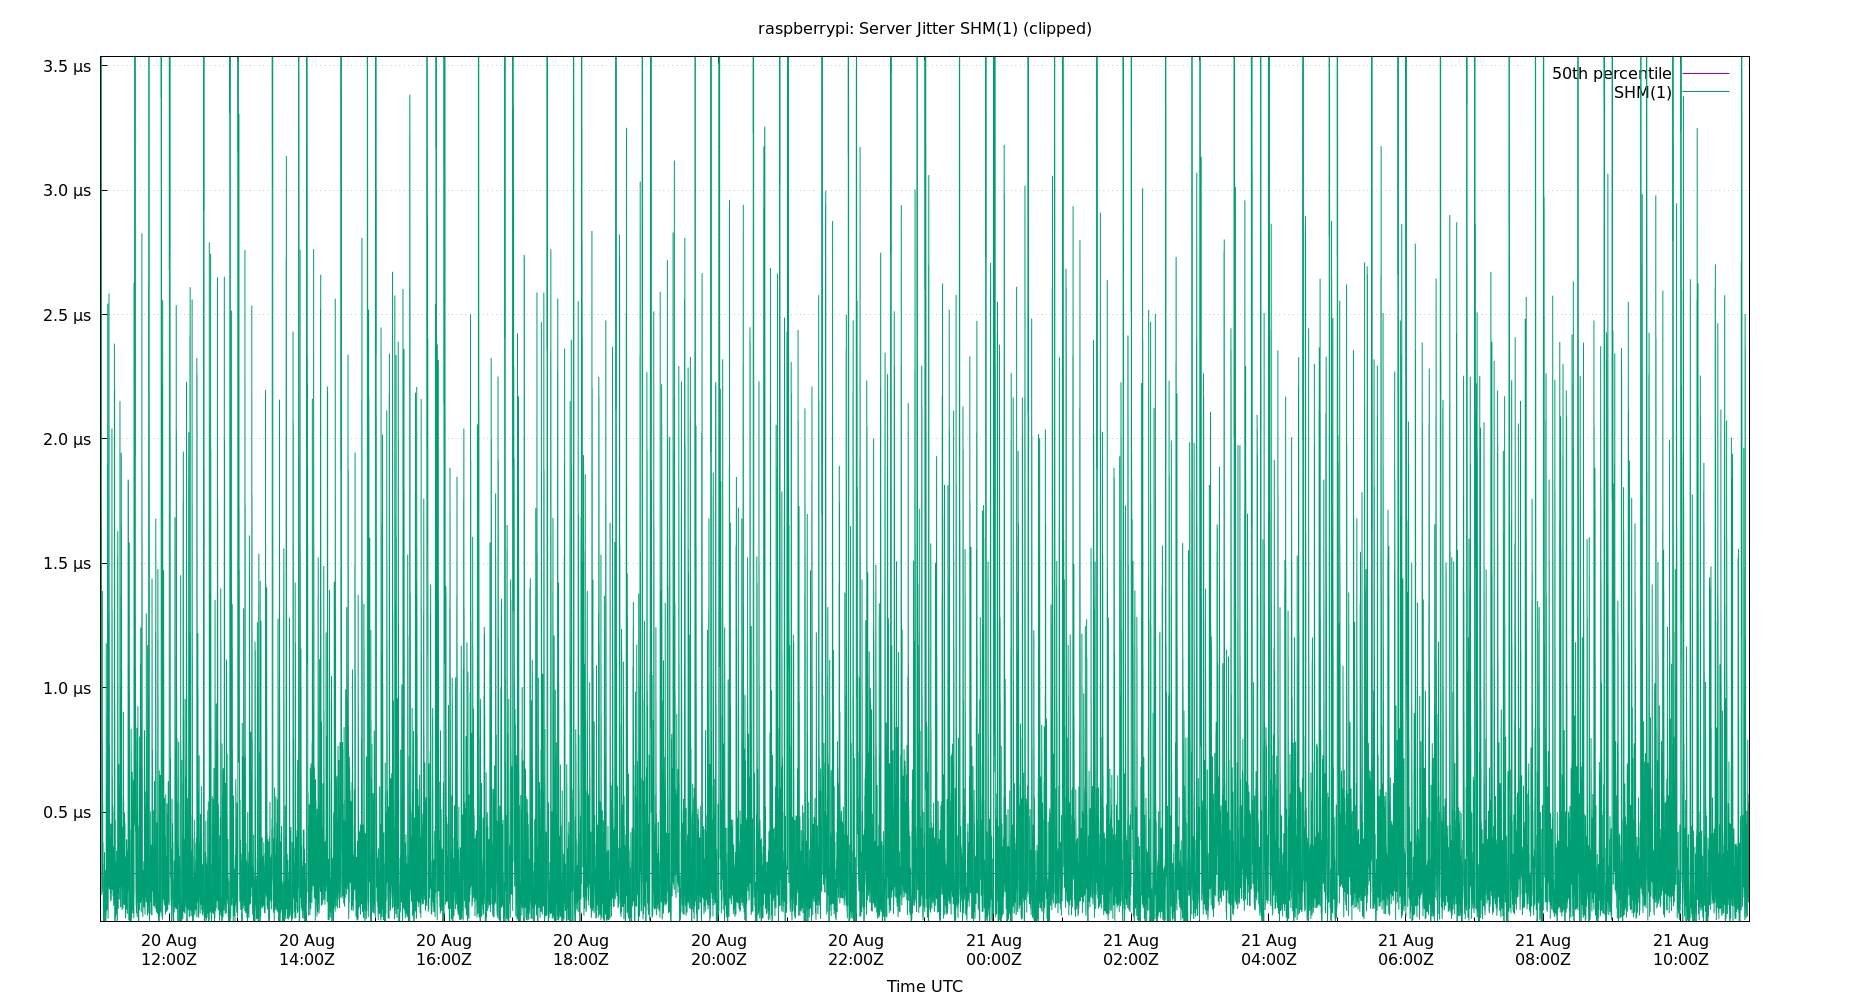 raspberrypi: Server Jitter SHM(1) (clipped)
3.5 µs
50th percentile
SHM(1)
3.0 µs
2.5 µs
2.0 µs
1.5 µs
1.0 µs
0.5 µs
20 Aug 20 Aug 20 Aug 20 Aug 20 Aug 20 Aug 21 Aug 21 Aug 21 Aug 21 Aug 21 Aug 21 Aug
12:00Z 14:00Z 16:00Z 18:00Z 20:00Z 22:00Z 00:00Z 02:00Z 04:00Z 06:00Z 08:00Z 10:00Z
Time UTC